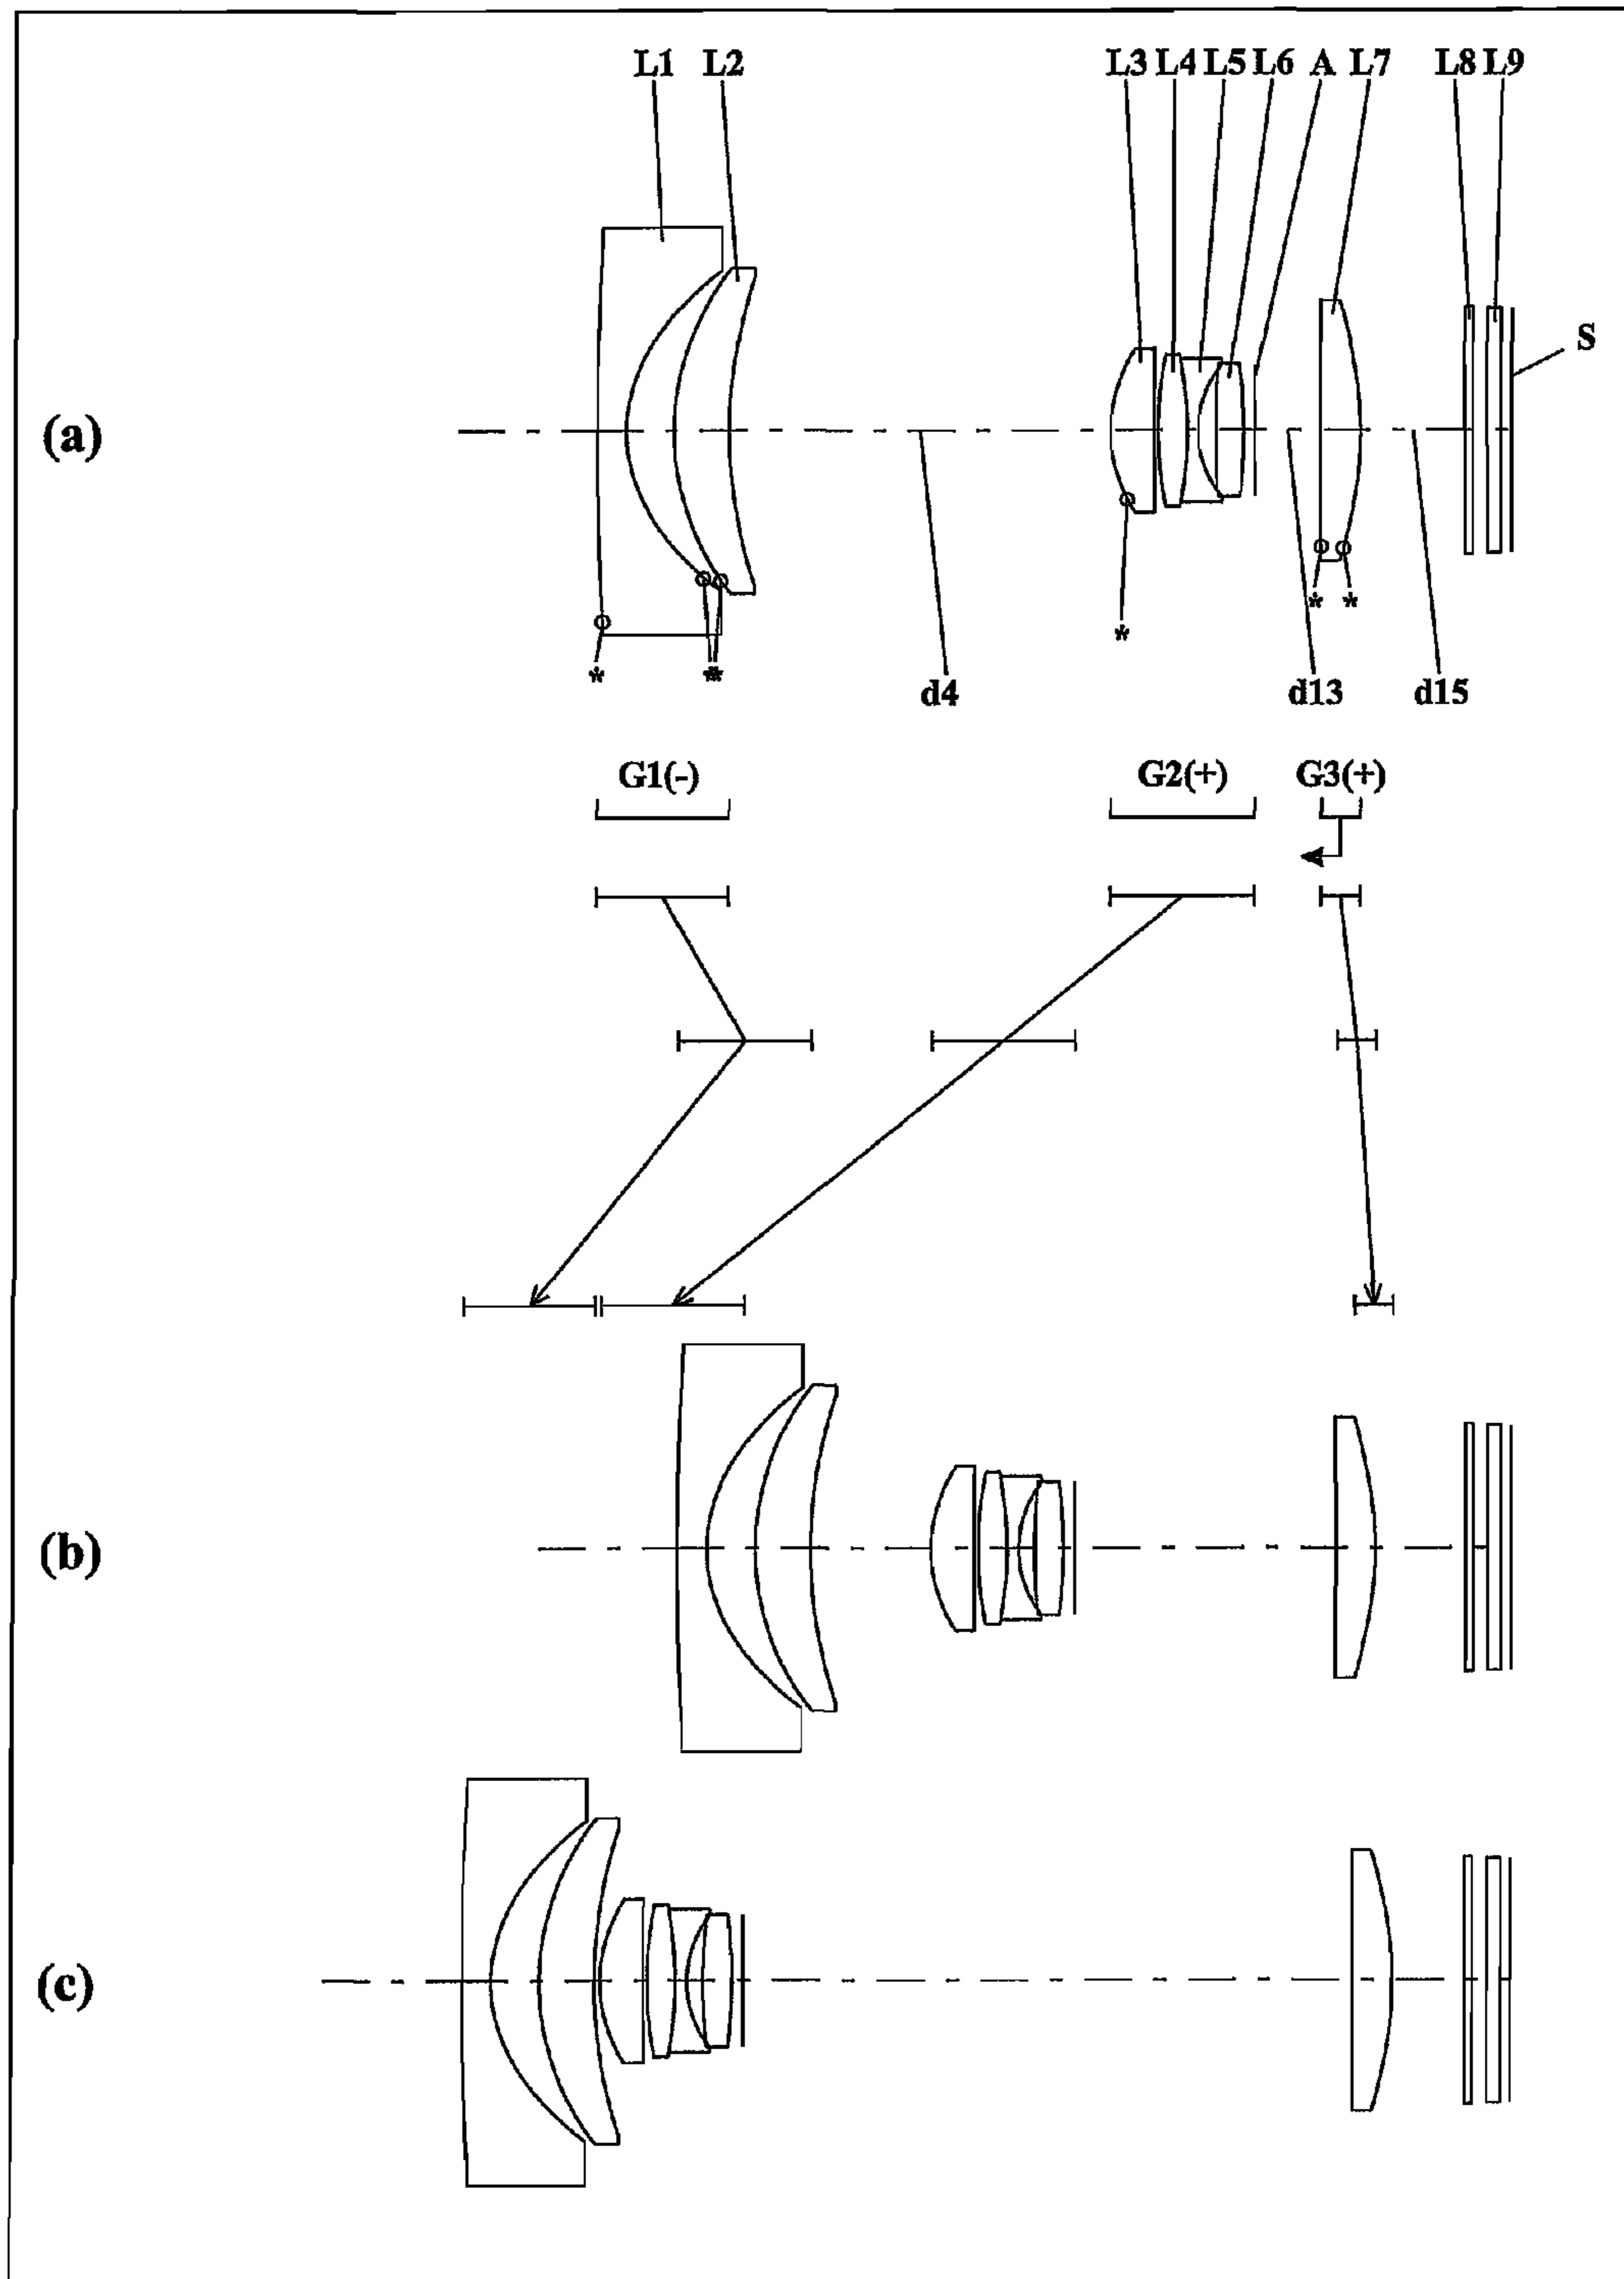 L1 L2 L3 L4 L5 L6 A L7 L8 L9
S
(a)
* ** * * *
d4 d13 d15
G1(-) G2(+) G3(+)
(b)
(c)